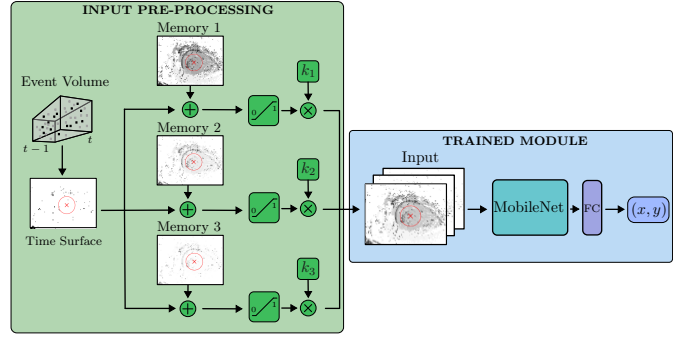 INPUT PRE-PROCESSING
Memory 1
Event Volume
t − 1
t
Time Surface
+
0
1
×
k1
Memory 2
+
0
1
×
k2
Memory 3
+
0
1
×
k3
TRAINED MODULE
Input
MobileNet
FC
(x, y)